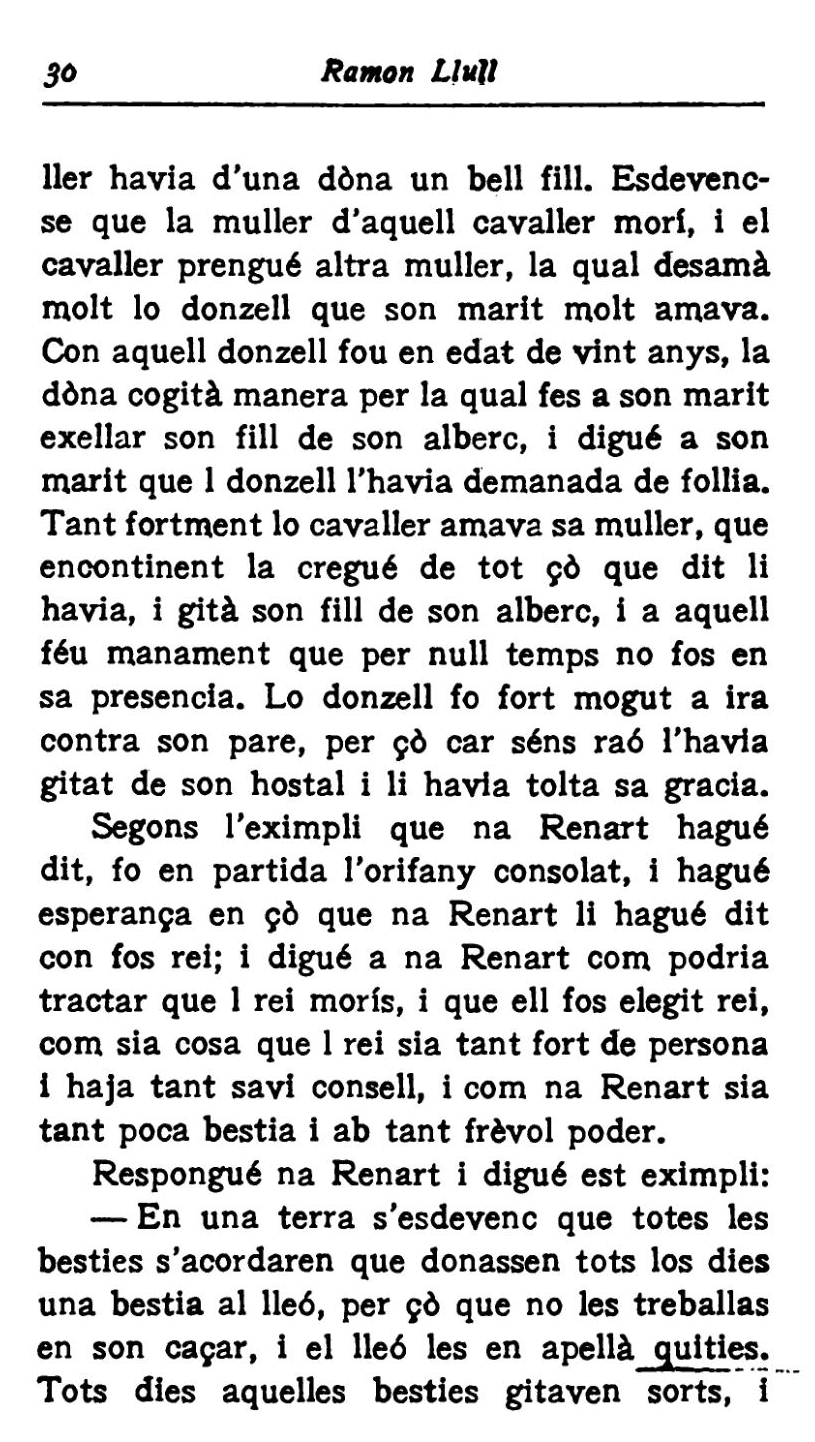 30 Ramon Llull
ller havia d'una dòna un bell fill. Esdevenc-
se que la muller d'aquell cavaller morí, i el
cavaller prengué altra muller, la qual desamà
molt lo donzell que son marit molt amava.
Con aquell donzell fou en edat de vint anys, la
dòna cogità manera per la qual fes a son marit
exellar son fill de son alberc, i digué a son
marit que l donzell l'havia demanada de follia.
Tant fortment lo cavaller amava sa muller, que
encontinent la cregué de tot çò que dit li
havia, i gità son fill de son alberc, i a aquell
féu manament que per null temps no fos en
sa presencia. Lo donzell fo fort mogut a ira
contra son pare, per çò car séns raó l'havia
gitat de son hostal i li havia tolta sa gracia.
Segons l'eximpli que na Renart hagué
dit, fo en partida l'orifany consolat, i hagué
esperança en çò que na Renart li hagué dit
con fos rei; i digué a na Renart com podria
tractar que l rei morís, i que ell fos elegit rei,
com sia cosa que l rei sia tant fort de persona
i haja tant savi consell, i com na Renart sia
tant poca bestia i ab tant frèvol poder.
Respongué na Renart i digué est eximpli:
— En una terra s'esdevenc que totes les
besties s'acordaren que donassen tots los dies
una bestia al lleó, per çò que no les treballas
en son caçar, i el lleó les en apellà quities.
Tots dies aquelles besties gitaven sorts, i